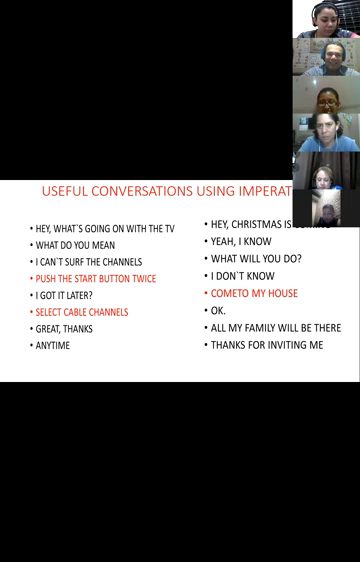 USEFUL CONVERSATIONS USING IMPERAT
• HEY, WHAT`S GOING ON WITH THE TV
• WHAT DO YOU MEAN
• I CAN`T SURF THE CHANNELS
• PUSH THE START BUTTON TWICE
• I GOT IT LATER?
• SELECT CABLE CHANNELS
• GREAT, THANKS
• ANYTIME
• HEY, CHRISTMAS IS
• YEAH, I KNOW
• WHAT WILL YOU DO?
• I DON`T KNOW
• COMETO MY HOUSE
• OK.
• ALL MY FAMILY WILL BE THERE
• THANKS FOR INVITING ME